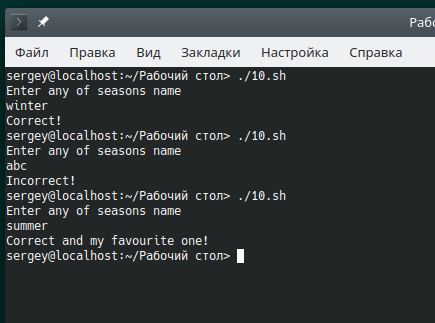 Рабо
Файл Правка Вид Закладки Настройка Справка
sergey@localhost:~/Рабочий стол> ./10.sh
Enter any of seasons name
winter
Correct!
sergey@localhost:~/Рабочий стол> ./10.sh
Enter any of seasons name
abc
Incorrect!
sergey@localhost:~/Рабочий стол> ./10.sh
Enter any of seasons name
summer
Correct and my favourite one!
sergey@localhost:~/Рабочий стол>